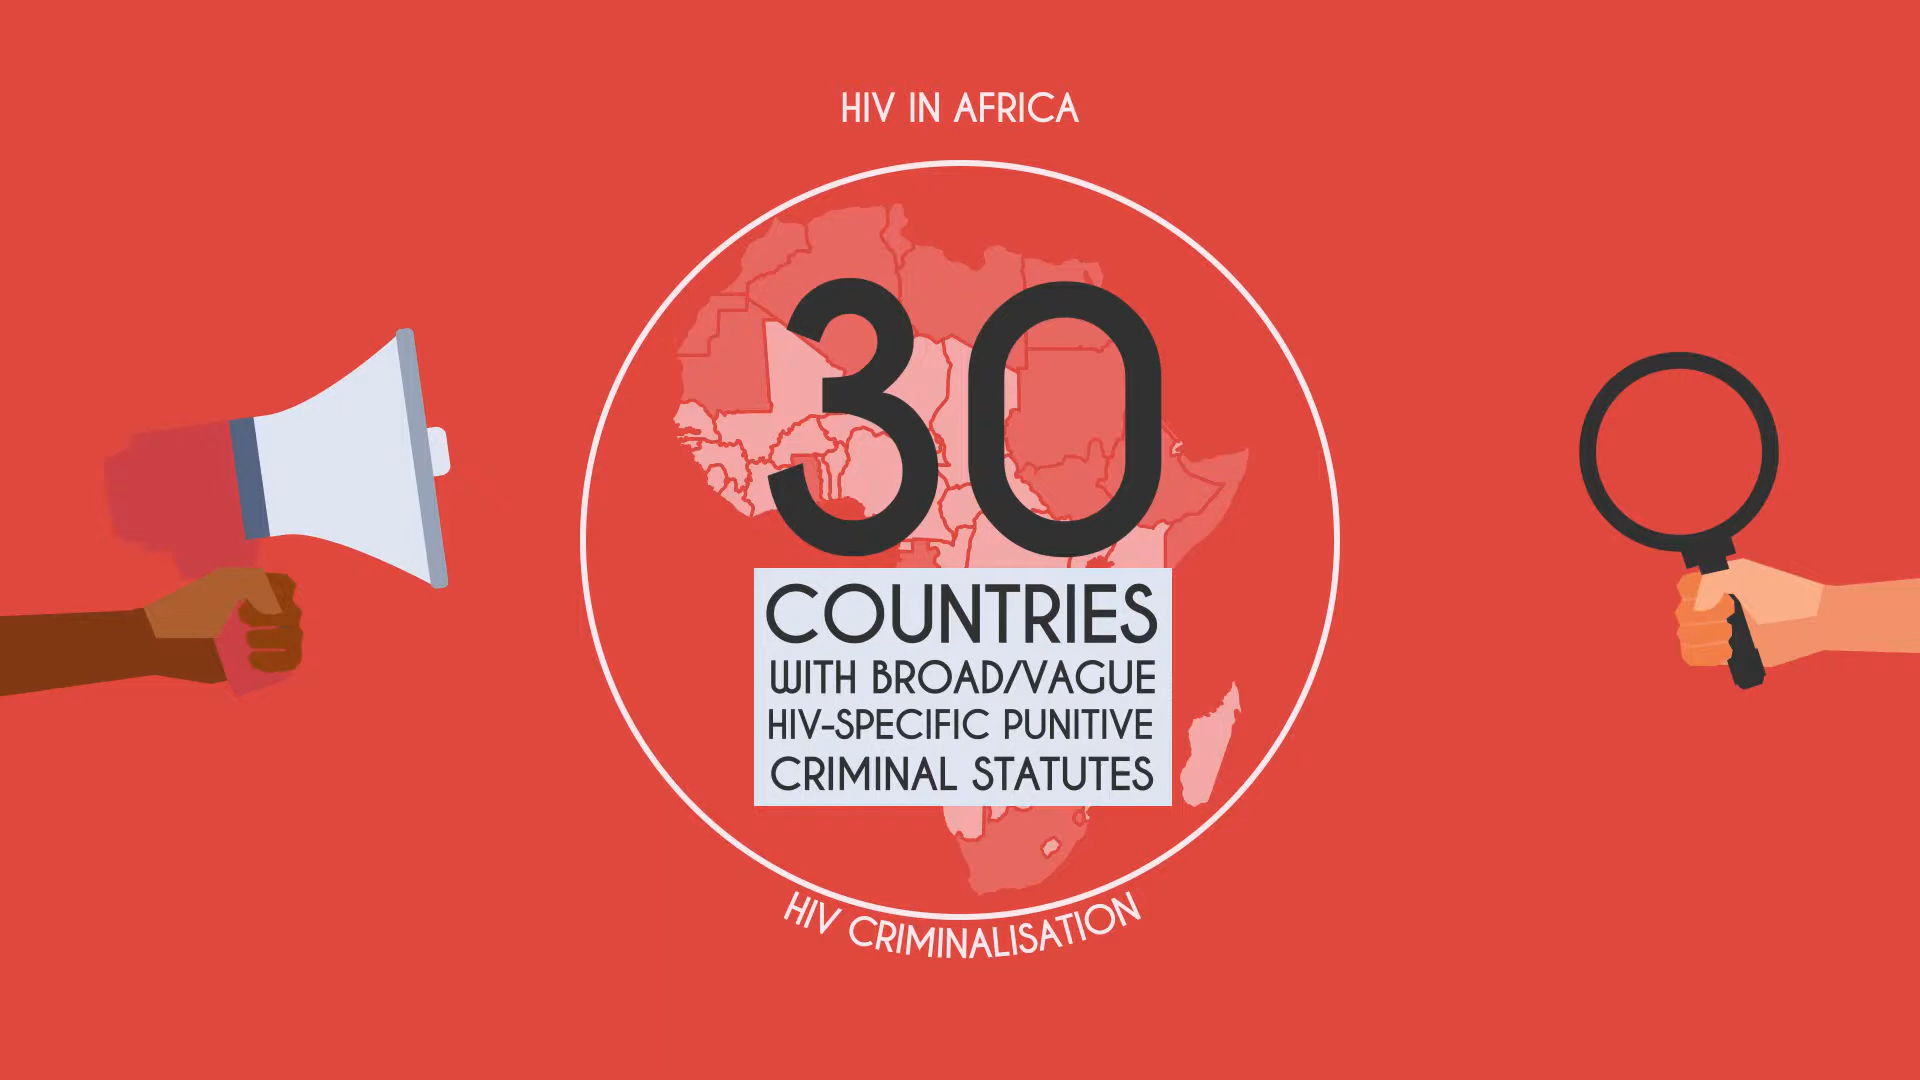 HIV IN AFRICA
30
COUNTRIES
WITH BROAD/VAGUE
HIV-SPECIFIC PUNITIVE
CRIMINAL STATUTES
HIV CRIMINALISATION